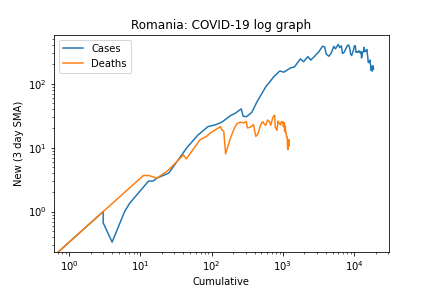 Romania: COVID-19 log graph
Cases
Deaths
New (3 day SMA)
10²
10¹
10⁰
10⁰ 10¹ 10² 10³ 10⁴
Cumulative